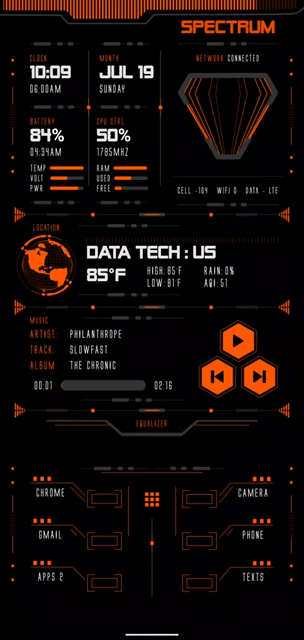 SPECTRUM
CLOCK
10:09
06:00AM
MONTH
JUL 19
SUNDAY
NETWORK CONNECTED
BATTERY
84%
04:34AM
CPU CTRL
50%
1785MHZ
TEMP
VOLT
PWR
RAM
USED
FREE
CELL -104 WIFI 0 DATA - LTE
LOCATION
DATA TECH : US
85°F
HIGH: 85°F
LOW: 81°F
RAIN: 0%
AQI: 51
MUSIC
ARTIST: PHILANTHROPE
TRACK: SLOWFAST
ALBUM: THE CHRONIC
00:01
02:16
EQUALIZER
CHROME
CAMERA
GMAIL
PHONE
APPS 2
TEXTS